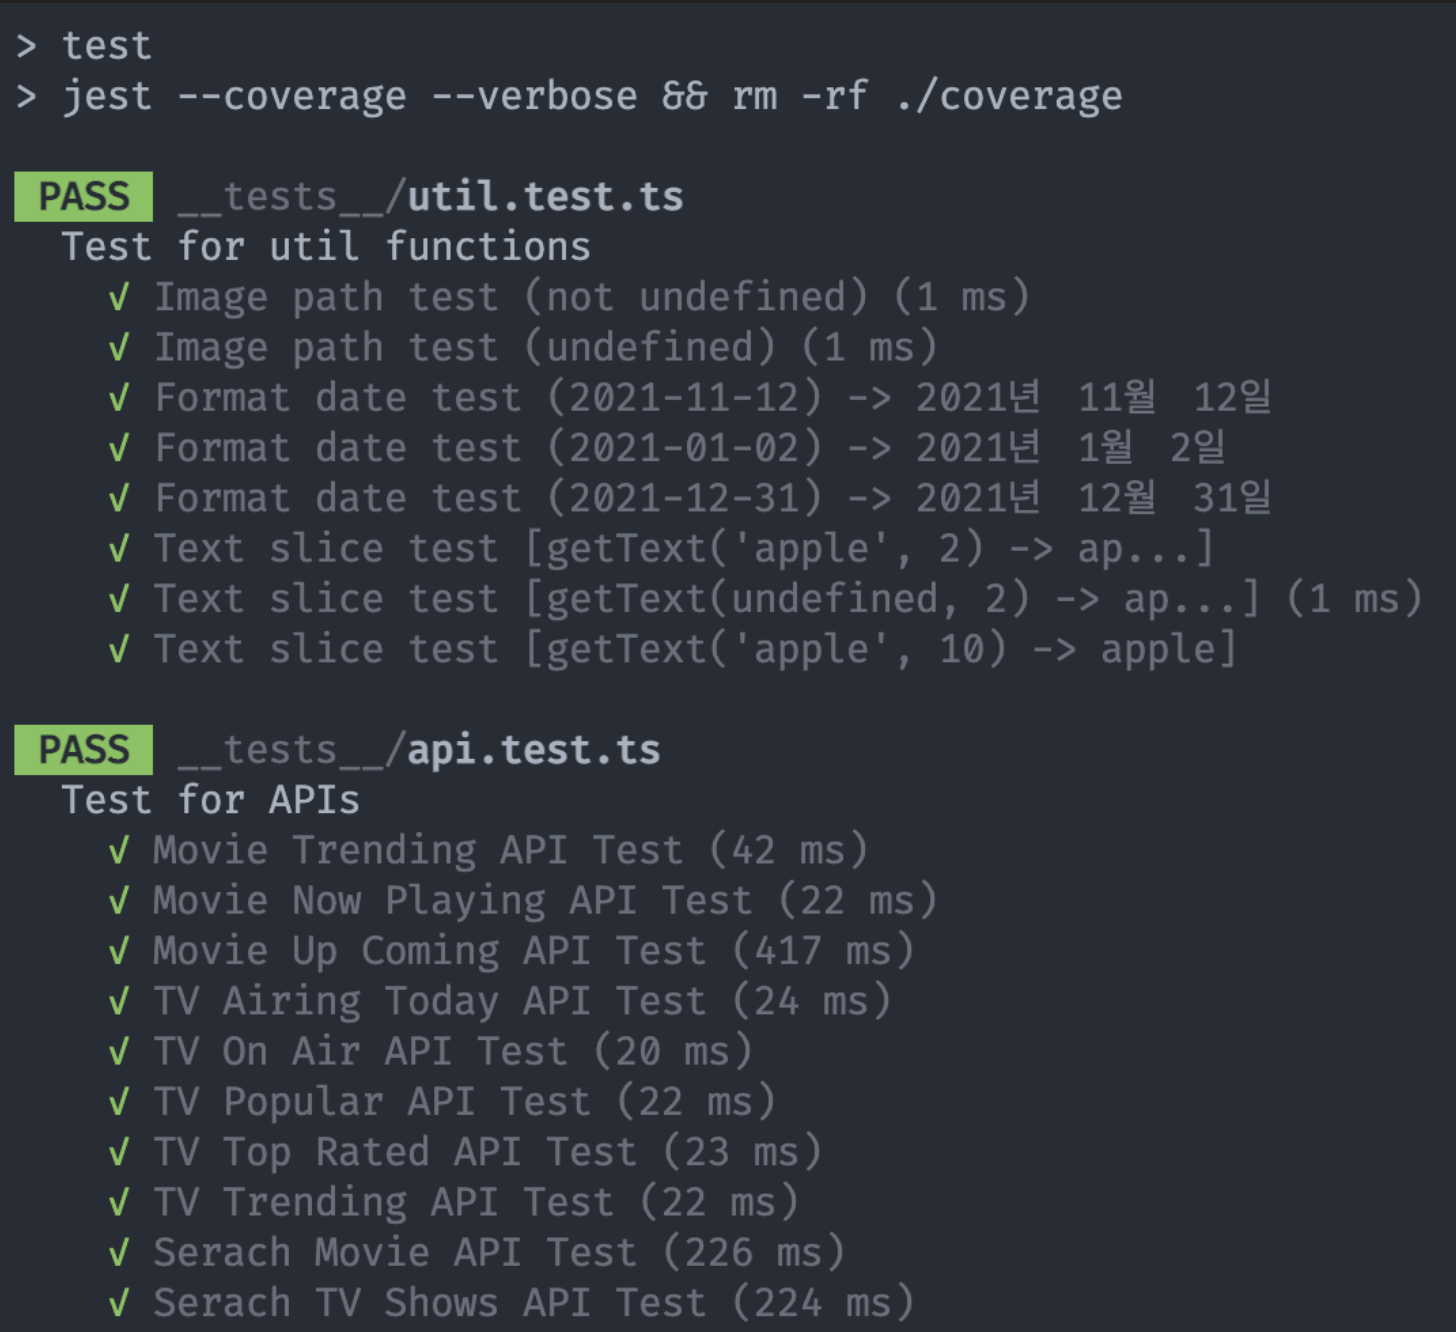 > test
> jest --coverage --verbose && rm -rf ./coverage
PASS __tests__/util.test.ts
Test for util functions
√ Image path test (not undefined) (1 ms)
√ Image path test (undefined) (1 ms)
√ Format date test (2021-11-12) -> 2021년 11월 12일
√ Format date test (2021-01-02) -> 2021년 1월 2일
√ Format date test (2021-12-31) -> 2021년 12월 31일
√ Text slice test [getText('apple', 2) -> ap...]
√ Text slice test [getText(undefined, 2) -> ap...] (1 ms)
√ Text slice test [getText('apple', 10) -> apple]
PASS __tests__/api.test.ts
Test for APIs
√ Movie Trending API Test (42 ms)
√ Movie Now Playing API Test (22 ms)
√ Movie Up Coming API Test (417 ms)
√ TV Airing Today API Test (24 ms)
√ TV On Air API Test (20 ms)
√ TV Popular API Test (22 ms)
√ TV Top Rated API Test (23 ms)
√ TV Trending API Test (22 ms)
√ Serach Movie API Test (226 ms)
√ Serach TV Shows API Test (224 ms)